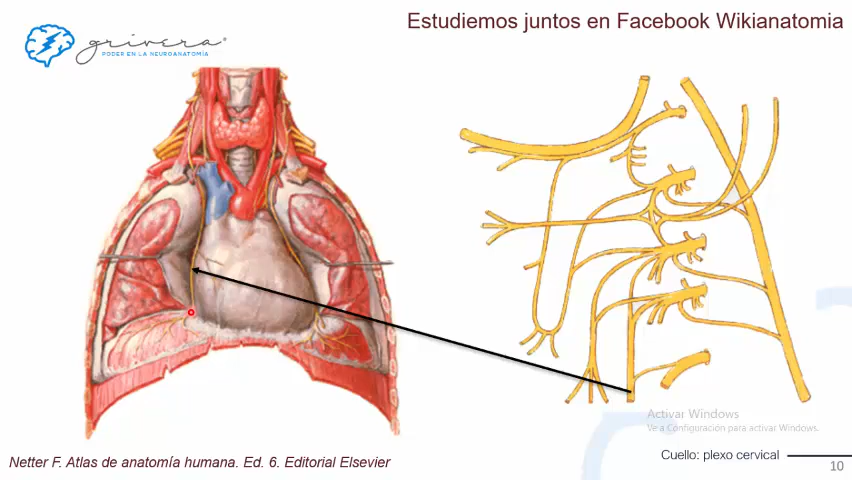 Estudiemos juntos en Facebook Wikianatomia
grivera®
PODER EN LA NEUROANATOMÍA
Activar Windows
Ve a Configuración para activar Windows.
Cuello: plexo cervical
Netter F. Atlas de anatomía humana. Ed. 6. Editorial Elsevier
10